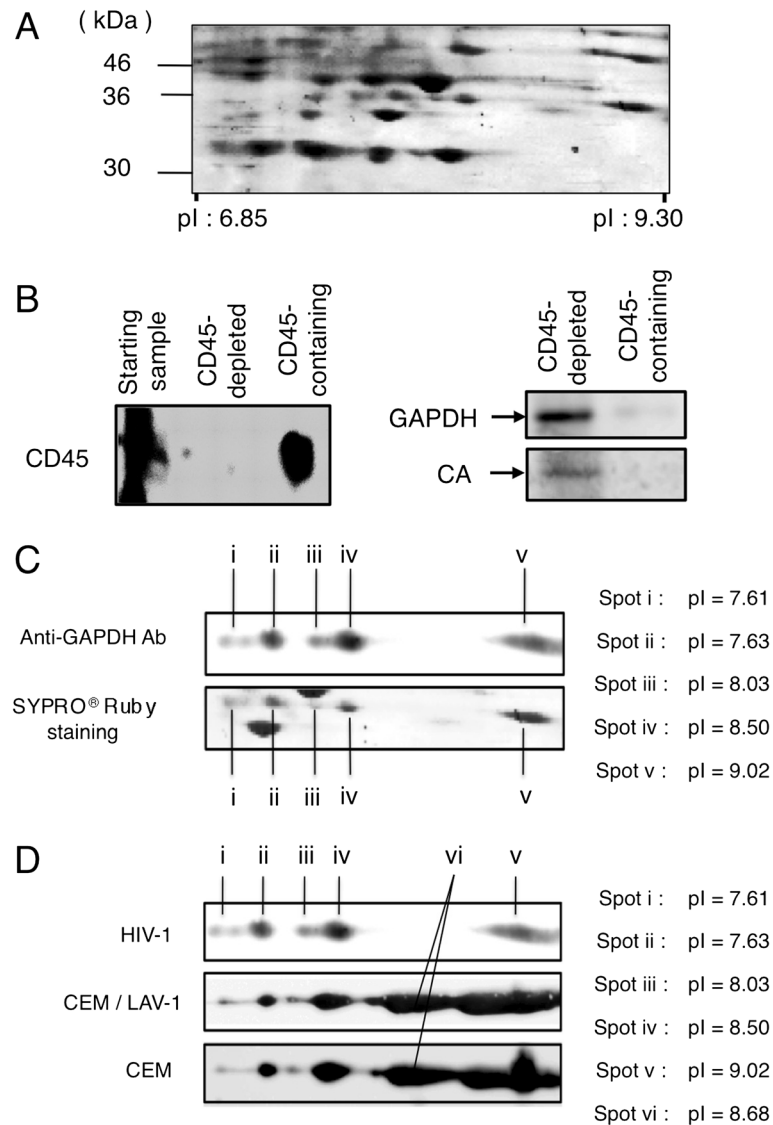 A
( kDa )
46
36
30
pI : 6.85
pI : 9.30
B
Starting sample
CD45-depleted
CD45-containing
CD45
CD45-depleted
CD45-containing
GAPDH
CA
C
i ii iii iv v
Anti-GAPDH Ab
SYPRO® Ruby
staining
i ii iii iv v
Spot i : pI = 7.61
Spot ii : pI = 7.63
Spot iii : pI = 8.03
Spot iv : pI = 8.50
Spot v : pI = 9.02
D
i ii iii iv vi v
HIV-1
CEM / LAV-1
CEM
Spot i : pI = 7.61
Spot ii : pI = 7.63
Spot iii : pI = 8.03
Spot iv : pI = 8.50
Spot v : pI = 9.02
Spot vi : pI = 8.68